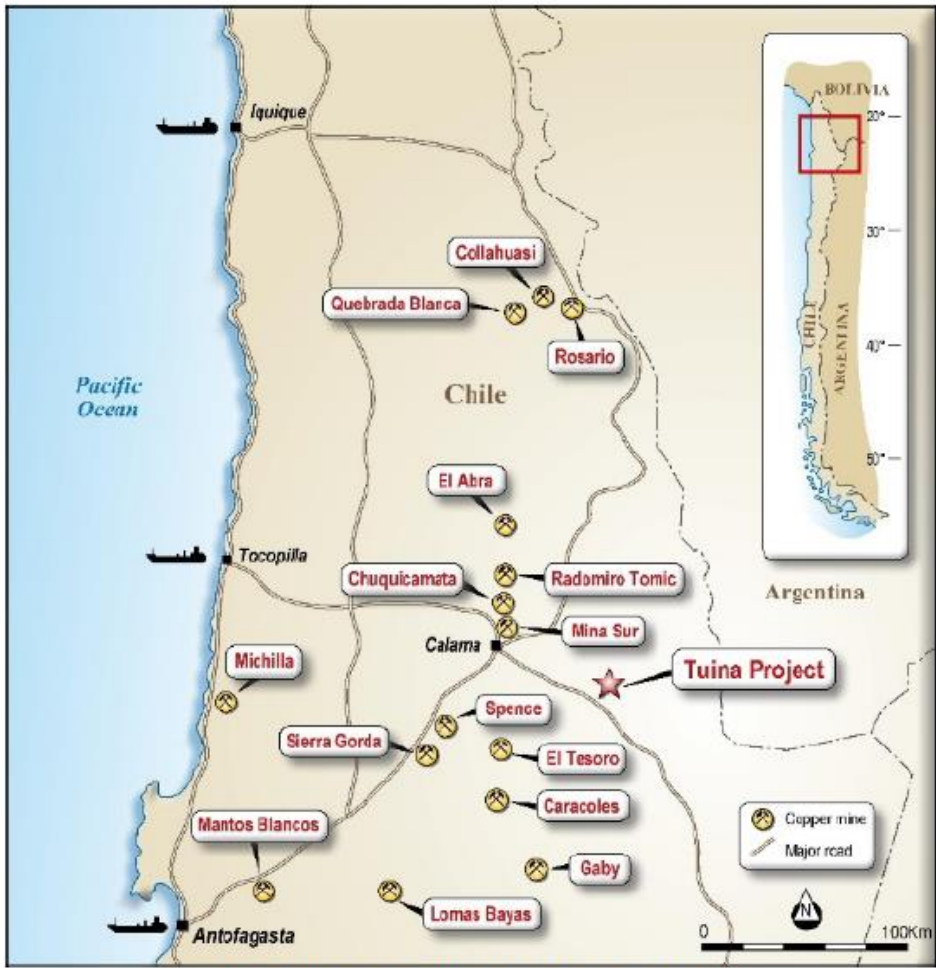 BOLIVIA
Iquique
20°
30°
Collahuasi
Quebrada Blanca
Rosario
CHILE
ARGENTINA
40°
Pacific
Ocean
Chile
50°
El Abra
Tocopilla
Chuquicamata
Radomiro Tomic
Argentina
Mina Sur
Calama
Michilla
Tuina Project
Spence
Sierra Gorda
El Tesoro
Caracoles
Mantos Blancos
Copper mine
Major road
Gaby
Lomas Bayas
N
Antofagasta
0 100Km